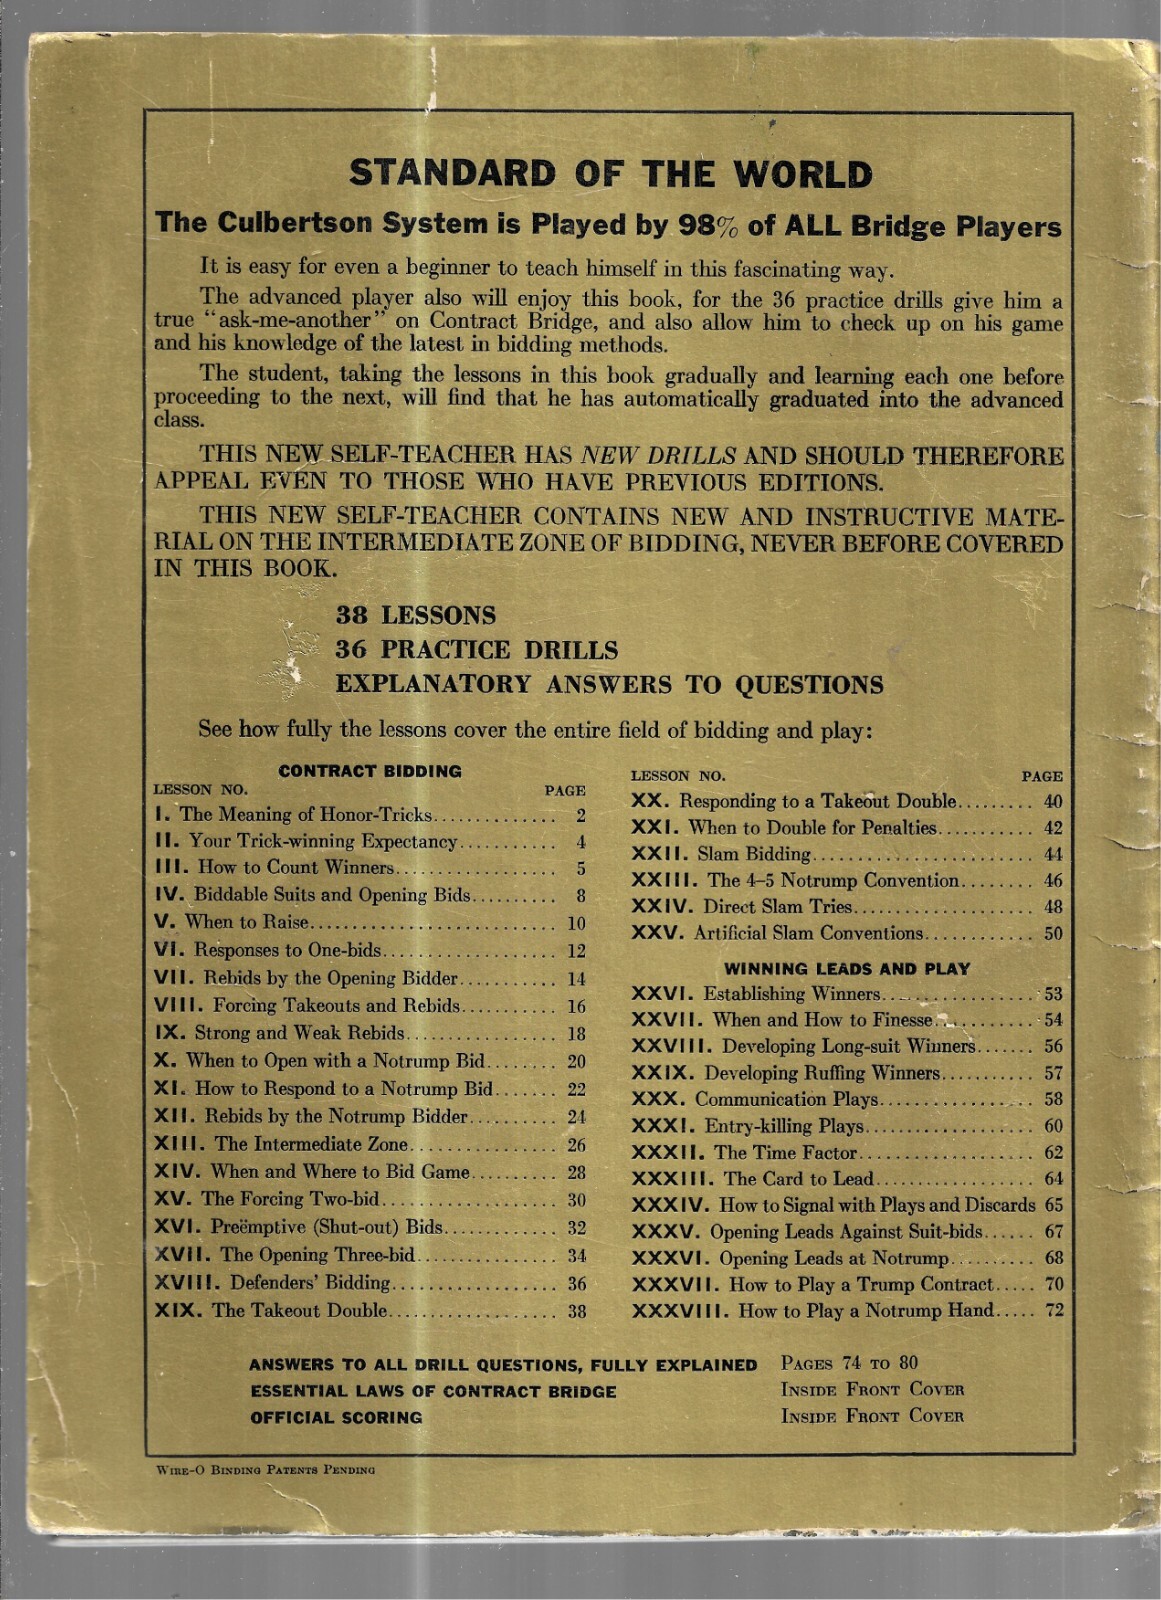 STANDARD OF THE WORLD
The Culbertson System is Played by 98% of ALL Bridge Players
It is easy for even a beginner to teach himself in this fascinating way.
The advanced player also will enjoy this book, for the 36 practice drills give him a
true "ask-me-another" on Contract Bridge, and also allow him to check up on his game
and his knowledge of the latest in bidding methods.
The student, taking the lessons in this book gradually and learning each one before
proceeding to the next, will find that he has automatically graduated into the advanced
class.
THIS NEW SELF-TEACHER HAS NEW DRILLS AND SHOULD THEREFORE
APPEAL EVEN TO THOSE WHO HAVE PREVIOUS EDITIONS.
THIS NEW SELF-TEACHER CONTAINS NEW AND INSTRUCTIVE MATE-
RIAL ON THE INTERMEDIATE ZONE OF BIDDING, NEVER BEFORE COVERED
IN THIS BOOK.
38 LESSONS
36 PRACTICE DRILLS
EXPLANATORY ANSWERS TO QUESTIONS
See how fully the lessons cover the entire field of bidding and play:
CONTRACT BIDDING
LESSON NO. PAGE
I. The Meaning of Honor-Tricks.............. 2
II. Your Trick-winning Expectancy........... 4
III. How to Count Winners.................. 5
IV. Biddable Suits and Opening Bids.......... 8
V. When to Raise............................ 10
VI. Responses to One-bids.................... 12
VII. Rebids by the Opening Bidder........... 14
VIII. Forcing Takeouts and Rebids........... 16
IX. Strong and Weak Rebids................. 18
X. When to Open with a Notrump Bid........ 20
XI. How to Respond to a Notrump Bid....... 22
XII. Rebids by the Notrump Bidder.......... 24
XIII. The Intermediate Zone................. 26
XIV. When and Where to Bid Game........... 28
XV. The Forcing Two-bid.................... 30
XVI. Preëmptive (Shut-out) Bids............. 32
XVII. The Opening Three-bid................ 34
XVIII. Defenders' Bidding................... 36
XIX. The Takeout Double.................... 38
LESSON NO. PAGE
XX. Responding to a Takeout Double......... 40
XXI. When to Double for Penalties........... 42
XXII. Slam Bidding.......................... 44
XXIII. The 4–5 Notrump Convention........ 46
XXIV. Direct Slam Tries..................... 48
XXV. Artificial Slam Conventions............ 50
WINNING LEADS AND PLAY
XXVI. Establishing Winners................. 53
XXVII. When and How to Finesse........... 54
XXVIII. Developing Long-suit Winners....... 56
XXIX. Developing Ruffing Winners........... 57
XXX. Communication Plays.................. 58
XXXI. Entry-killing Plays.................... 60
XXXII. The Time Factor..................... 62
XXXIII. The Card to Lead.................. 64
XXXIV. How to Signal with Plays and Discards 65
XXXV. Opening Leads Against Suit-bids...... 67
XXXVI. Opening Leads at Notrump.......... 68
XXXVII. How to Play a Trump Contract..... 70
XXXVIII. How to Play a Notrump Hand..... 72
ANSWERS TO ALL DRILL QUESTIONS, FULLY EXPLAINED PAGES 74 TO 80
ESSENTIAL LAWS OF CONTRACT BRIDGE INSIDE FRONT COVER
OFFICIAL SCORING INSIDE FRONT COVER
WIRE-O BINDING PATENTS PENDING